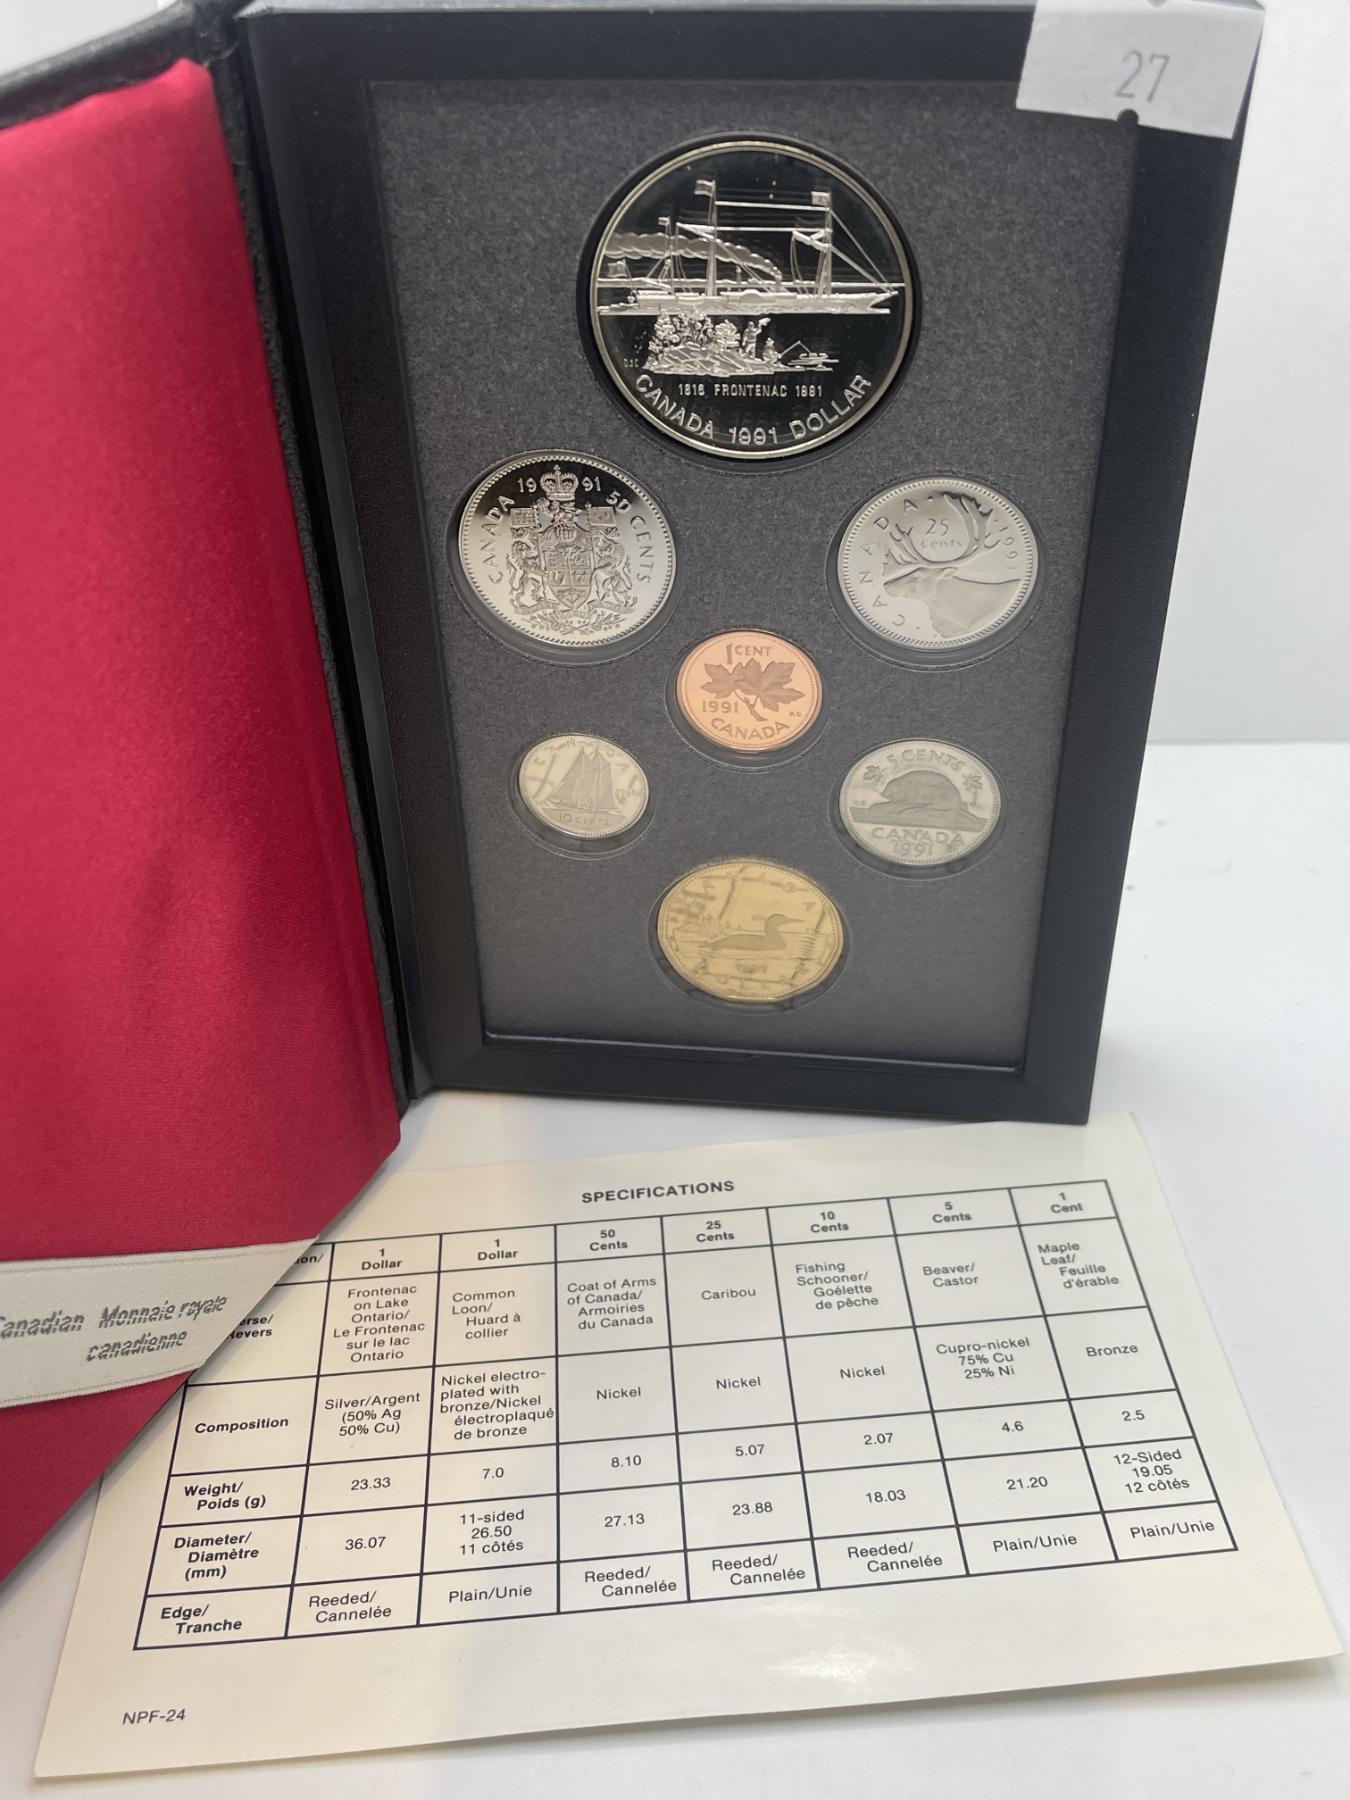 27
1816 FRONTENAC 1991
CANADA 1991 DOLLAR
CANADA 1991 50 CENTS
CANADA 1991
25
cents
1 CENT
1991
KG
CANADA
CANADA
10 CENTS
5 CENTS
KG
CANADA
1991
CANADA
1991
DOLLAR
Canadian Monnaie royale
canadienne
SPECIFICATIONS
1 Dollar 1 Dollar 50 Cents 25 Cents 10 Cents 5 Cents 1 Cent
Frontenac
on Lake
Ontario/
Le Frontenac
sur le lac
Ontario
Common
Loon/
Huard à
collier
Coat of Arms
of Canada/
Armoiries
du Canada
Caribou
Fishing
Schooner/
Goélette
de pêche
Beaver/
Castor
Maple
Leaf/
Feuille
d'érable
Composition
Silver/Argent
(50% Ag
50% Cu)
Nickel electro-
plated with
bronze/Nickel
électroplaqué
de bronze
Nickel
Nickel
Nickel
Cupro-nickel
75% Cu
25% Ni
Bronze
Weight/
Poids (g)
23.33 7.0 8.10 5.07 2.07 4.6 2.5
Diameter/
Diamètre
(mm)
36.07
11-sided
26.50
11 côtés
27.13
23.88
18.03
21.20
12-Sided
19.05
12 côtés
Edge/
Tranche
Reeded/
Cannelée
Plain/Unie
Reeded/
Cannelée
Reeded/
Cannelée
Reeded/
Cannelée
Plain/Unie
Plain/Unie
NPF-24